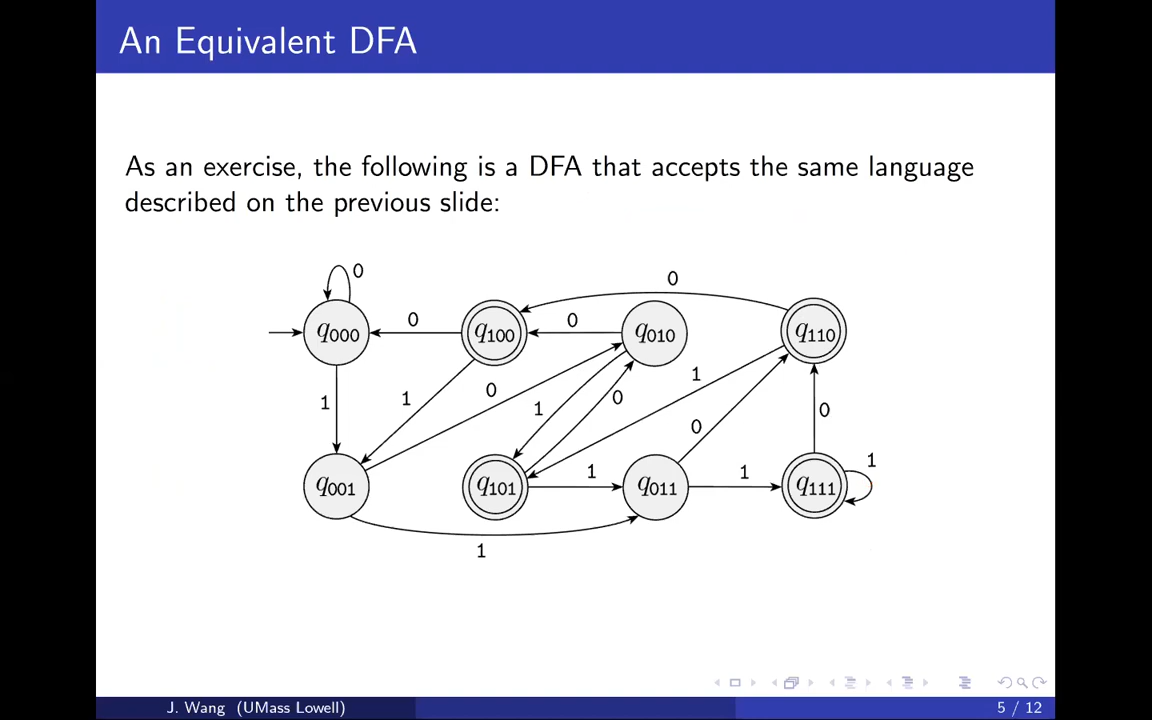 An Equivalent DFA
As an exercise, the following is a DFA that accepts the same language
described on the previous slide:
0
0
0 0
q000 q100 q010 q110
1 1 0 1 0 1 0 0
q001 q101 1 q011 1 q111 1
1
J. Wang (UMass Lowell) 5 / 12